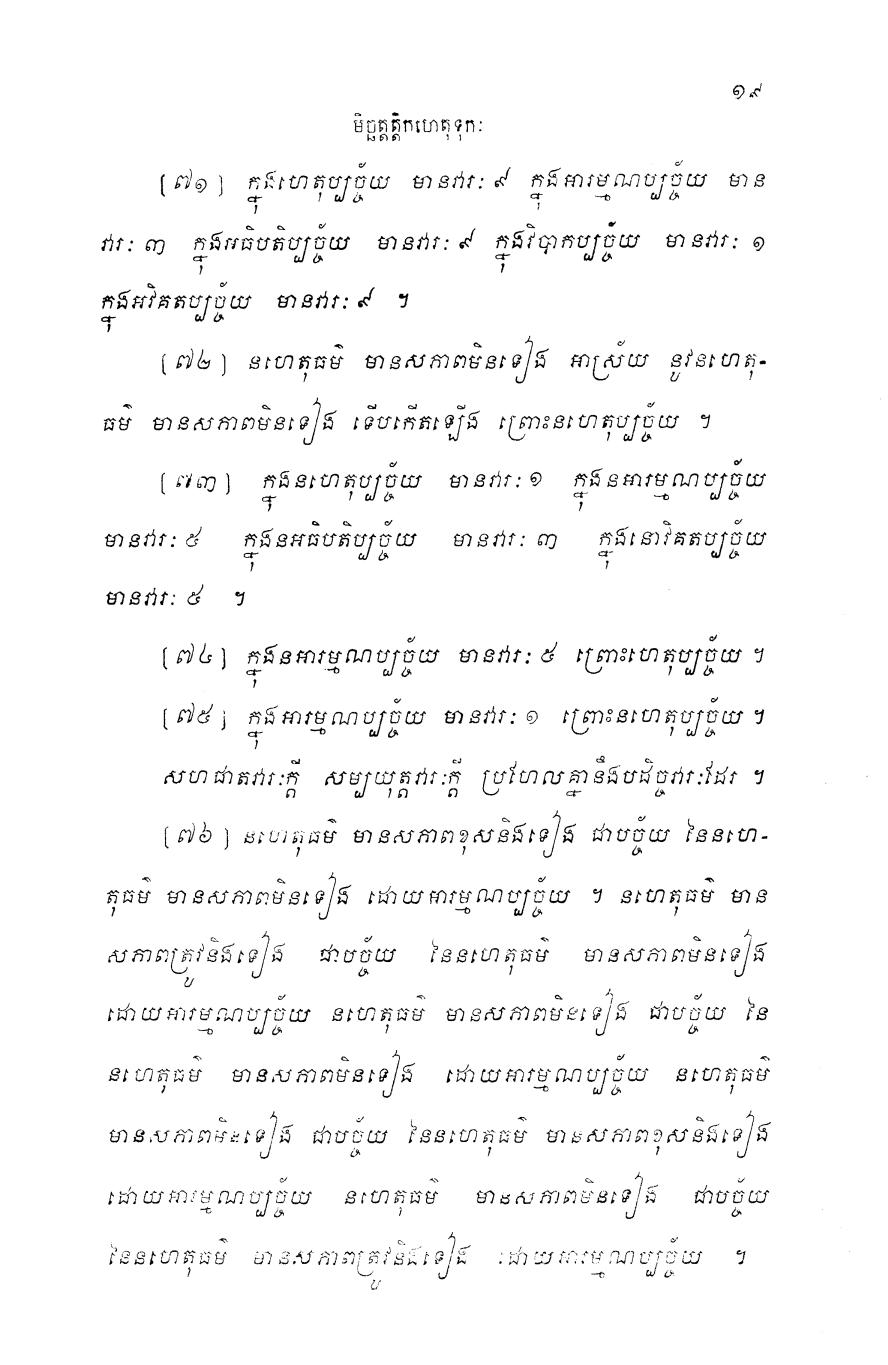 ១៩
មិច្ឆត្តត្តិកហេតុទុកៈ
[៧១] ក្នុងហេតុប្បច្ច័យ មានវារៈ ៩ ក្នុងអារម្មណប្បច្ច័យ មាន
វារៈ ៣ ក្នុងអធិបតិប្បច្ច័យ មានវារៈ ៩ ក្នុងវិបាកប្បច្ច័យ មានវារៈ ១
ក្នុងអវិគតប្បច្ច័យ មានវារៈ ៩ ។
[៧២] នហេតុធម៌ មានសភាពមិនទៀង អាស្រ័យ នូវនហេតុ-
ធម៌ មានសភាពមិនទៀង ទើបកើតឡើង ព្រោះនហេតុប្បច្ច័យ ។
[៧៣] ក្នុងនហេតុប្បច្ច័យ មានវារៈ ១ ក្នុងនអារម្មណប្បច្ច័យ
មានវារៈ ៥ ក្នុងនអធិបតិប្បច្ច័យ មានវារៈ ៣ ក្នុងនោវិគតប្បច្ច័យ
មានវារៈ ៥ ។
[៧៤] ក្នុងនអារម្មណប្បច្ច័យ មានវារៈ ៥ ព្រោះហេតុប្បច្ច័យ ។
[៧៥] ក្នុងអារម្មណប្បច្ច័យ មានវារៈ ១ ព្រោះនហេតុប្បច្ច័យ ។
សហជាតវារៈក្តី សម្បយុត្តវារៈក្តី ប្រហែលគ្នានឹងបដិច្ចវារៈដែរ ។
[៧៦] នហេតុធម៌ មានសភាពខុសនិងទៀង ជាបច្ច័យ នៃនហេ-
តុធម៌ មានសភាពមិនទៀង ដោយអារម្មណប្បច្ច័យ ។ នហេតុធម៌ មាន
សភាពត្រូវនិងទៀង ជាបច្ច័យ នៃនហេតុធម៌ មានសភាពមិនទៀង
ដោយអារម្មណប្បច្ច័យ នហេតុធម៌ មានសភាពមិនទៀង ជាបច្ច័យ នៃ
នហេតុធម៌ មានសភាពមិនទៀង ដោយអារម្មណប្បច្ច័យ នហេតុធម៌
មានសភាពមិនទៀង ជាបច្ច័យ នៃនហេតុធម៌ មានសភាពខុសនិងទៀង
ដោយអារម្មណប្បច្ច័យ នហេតុធម៌ មានសភាពមិនទៀង ជាបច្ច័យ
នៃនហេតុធម៌ មានសភាពត្រូវនិងទៀង ដោយអារម្មណប្បច្ច័យ ។